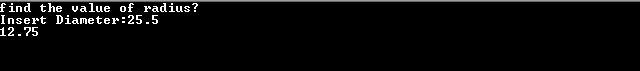 find the value of radius?
Insert Diameter:25.5
12.75